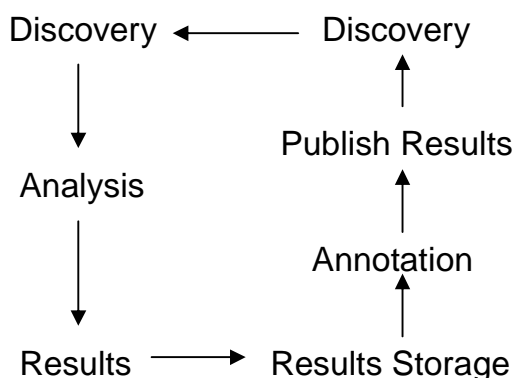 Discovery
Discovery
Publish Results
Analysis
Annotation
Results
Results Storage